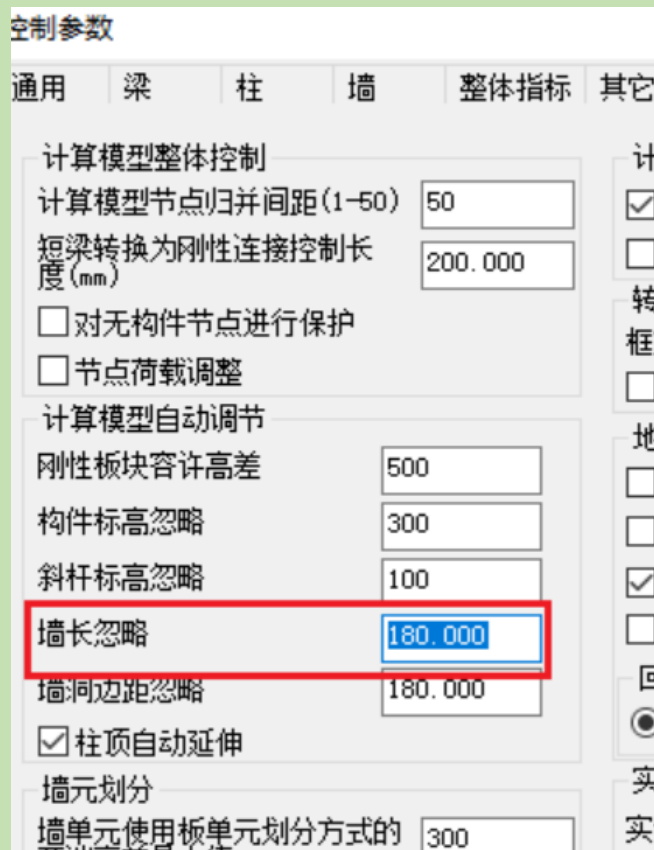 控制参数
通用 梁 柱 墙 整体指标 其它
计算模型整体控制
计算模型节点归并间距(1-50) 50
短梁转换为刚性连接控制长
度(mm) 200.000
对无构件节点进行保护
节点荷载调整
计算模型自动调节
刚性板块容许高差 500
构件标高忽略 300
斜杆标高忽略 100
墙长忽略 180.000
墙洞边距忽略 180.000
柱顶自动延伸
墙元划分
墙单元使用板单元划分方式的 300
计
转
框
地
实
实